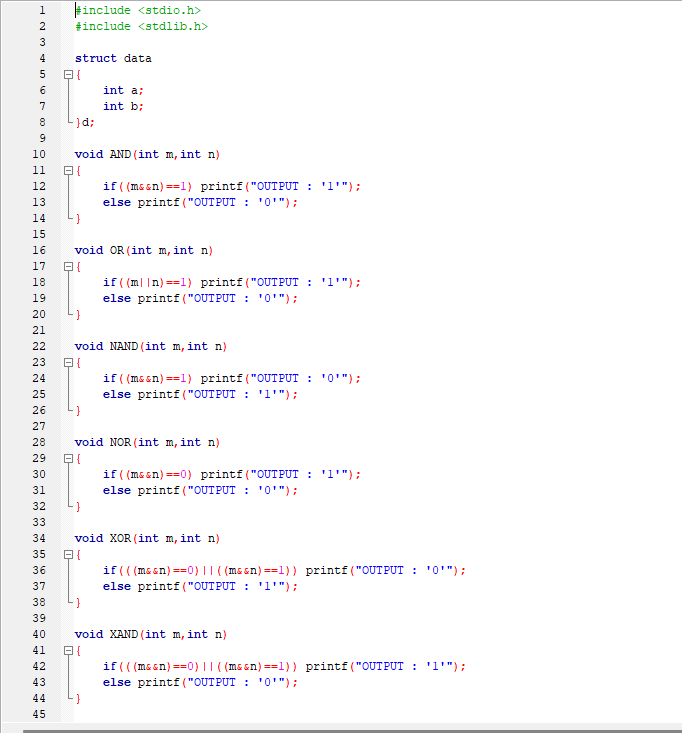 1 #include <stdio.h>
2 #include <stdlib.h>
3
4 struct data
5 {
6 int a;
7 int b;
8 }d;
9
10 void AND(int m,int n)
11 {
12 if((m&&n)==1) printf("OUTPUT : '1'");
13 else printf("OUTPUT : '0'");
14 }
15
16 void OR(int m,int n)
17 {
18 if((m||n)==1) printf("OUTPUT : '1'");
19 else printf("OUTPUT : '0'");
20 }
21
22 void NAND(int m,int n)
23 {
24 if((m&&n)==1) printf("OUTPUT : '0'");
25 else printf("OUTPUT : '1'");
26 }
27
28 void NOR(int m,int n)
29 {
30 if((m&&n)==0) printf("OUTPUT : '1'");
31 else printf("OUTPUT : '0'");
32 }
33
34 void XOR(int m,int n)
35 {
36 if(((m&&n)==0)||((m&&n)==1)) printf("OUTPUT : '0'");
37 else printf("OUTPUT : '1'");
38 }
39
40 void XAND(int m,int n)
41 {
42 if(((m&&n)==0)||((m&&n)==1)) printf("OUTPUT : '1'");
43 else printf("OUTPUT : '0'");
44 }
45